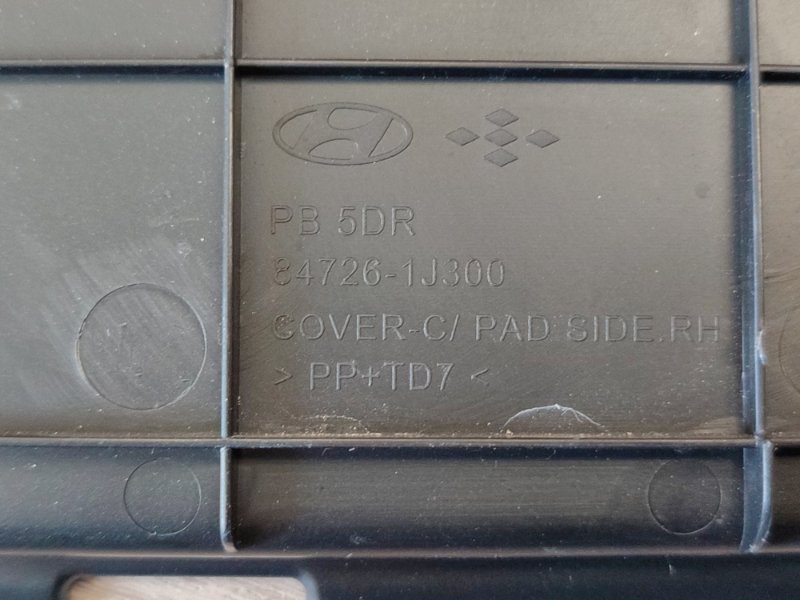 PB 5DR
84726-1J300
COVER-C/ PAD SIDE.RH
> PP+TD7 <